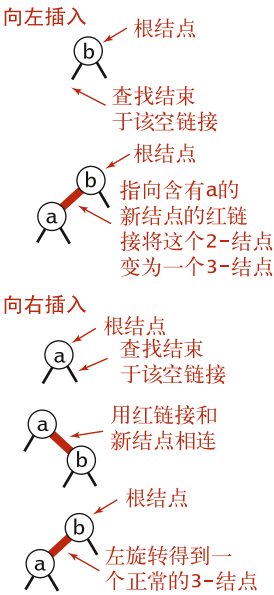 向左插入
根结点
b
查找结束
于该空链接
根结点
b
指向含有a的
a
新结点的红链
接将这个2-结点
变为一个3-结点
向右插入
根结点
a
查找结束
于该空链接
a
用红链接和
新结点相连
b
根结点
b
左旋转得到一
a
个正常的3-结点